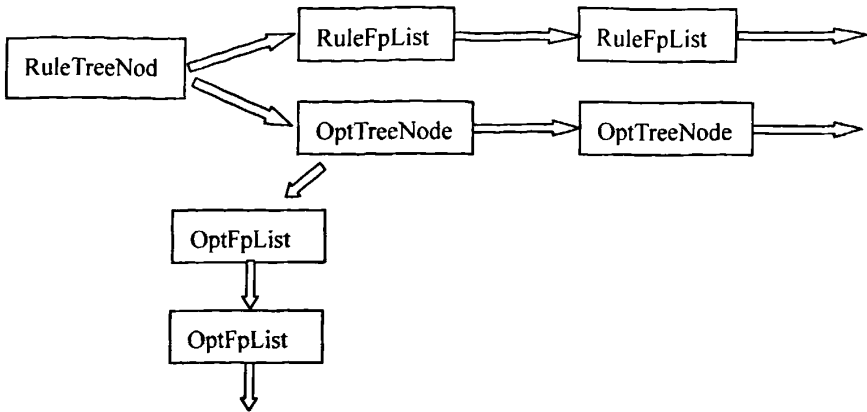 RuleFpList
RuleFpList
RuleTreeNod
OptTreeNode
OptTreeNode
OptFpList
OptFpList